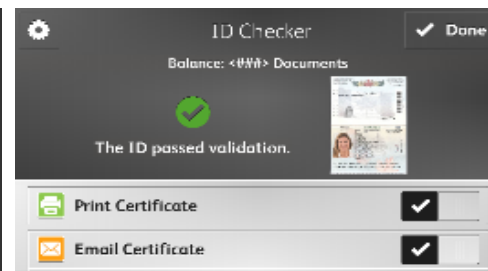 ID Checker
Done
Balance: <###> Documents
The ID passed validation.
Print Certificate
Email Certificate